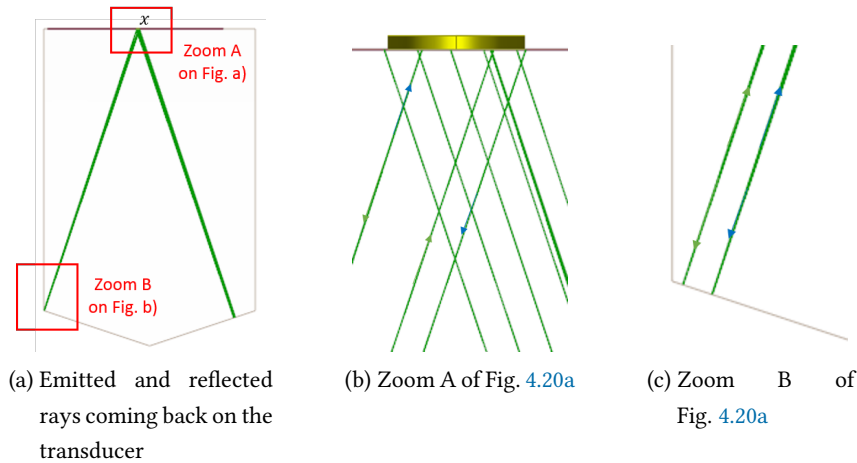 x
Zoom A
on Fig. a)
Zoom B
on Fig. b)
(a) Emitted and reflected
rays coming back on the
transducer
(b) Zoom A of Fig. 4.20a
(c) Zoom B of
Fig. 4.20a